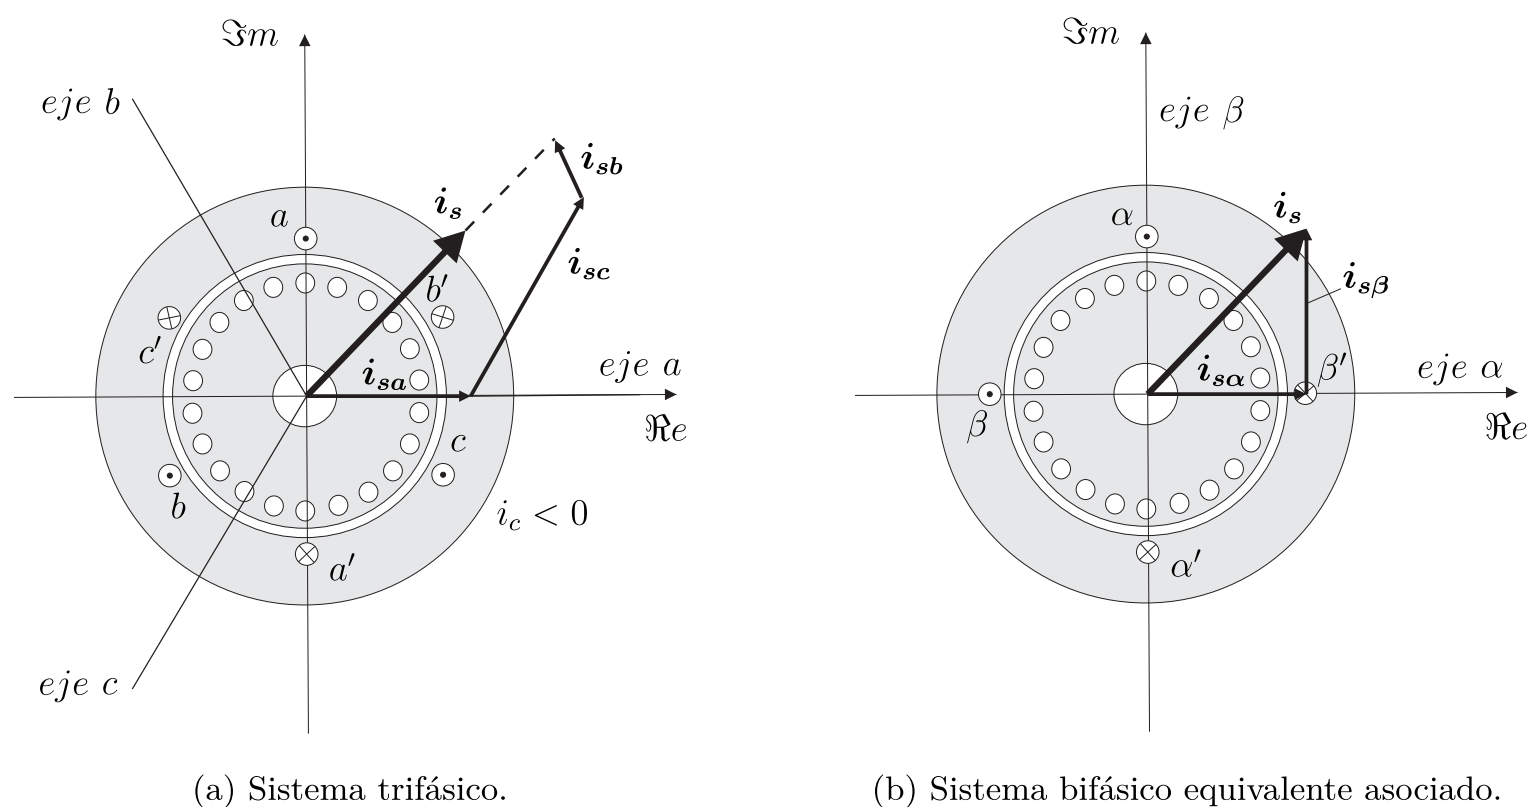 ℑm
eje b
i_sb
a
i_s
i_sc
b′
c′
i_sa
eje a
ℜe
c
b
i_c < 0
a′
eje c
(a) Sistema trifásico.
ℑm
eje β
α
i_s
i_sβ
i_sα
β′
eje α
β
ℜe
α′
(b) Sistema bifásico equivalente asociado.